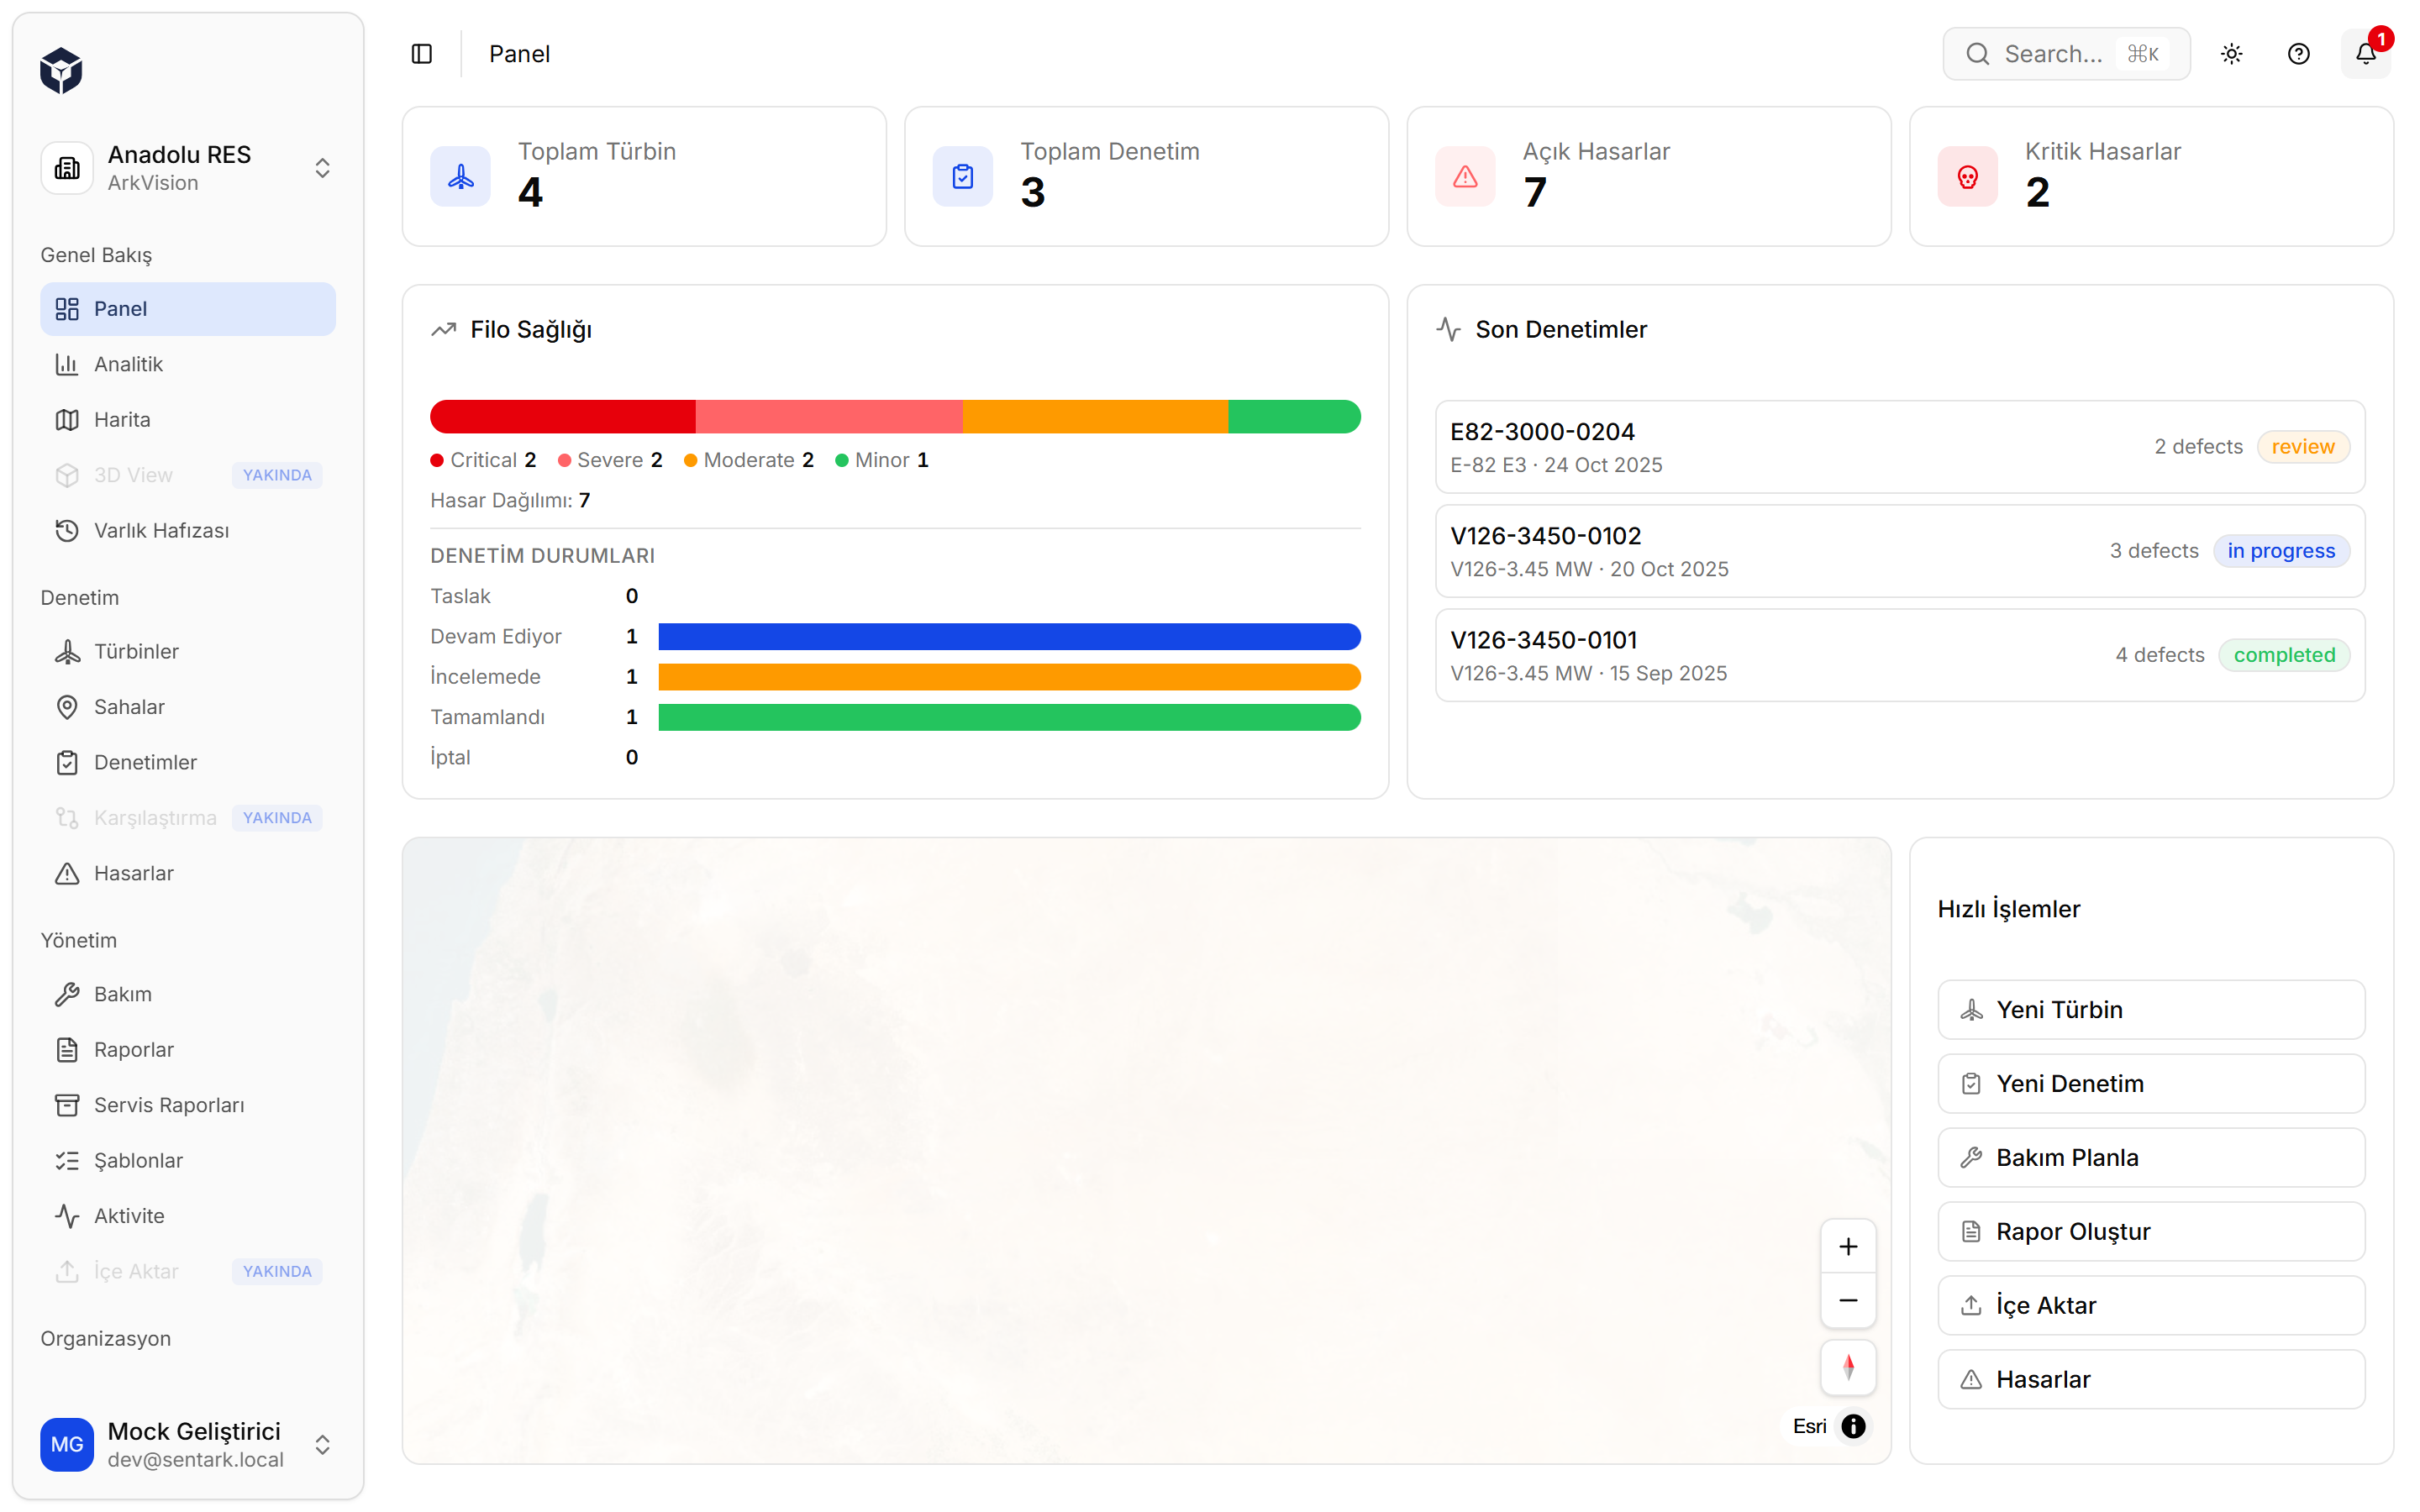 Anadolu RES
ArkVision
Genel Bakış
Panel
Analitik
Harita
3D View YAKINDA
Varlık Hafızası
Denetim
Türbinler
Sahalar
Denetimler
Karşılaştırma YAKINDA
Hasarlar
Yönetim
Bakım
Raporlar
Servis Raporları
Şablonlar
Aktivite
İçe Aktar YAKINDA
Organizasyon
MG
Mock Geliştirici
dev@sentark.local
Panel
Search... ⌘K
1
Toplam Türbin
4
Toplam Denetim
3
Açık Hasarlar
7
Kritik Hasarlar
2
Filo Sağlığı
Critical 2 Severe 2 Moderate 2 Minor 1
Hasar Dağılımı: 7
DENETİM DURUMLARI
Taslak 0
Devam Ediyor 1
İncelemede 1
Tamamlandı 1
İptal 0
Son Denetimler
E82-3000-0204
E-82 E3 · 24 Oct 2025
2 defects review
V126-3450-0102
V126-3.45 MW · 20 Oct 2025
3 defects in progress
V126-3450-0101
V126-3.45 MW · 15 Sep 2025
4 defects completed
Esri
Hızlı İşlemler
Yeni Türbin
Yeni Denetim
Bakım Planla
Rapor Oluştur
İçe Aktar
Hasarlar